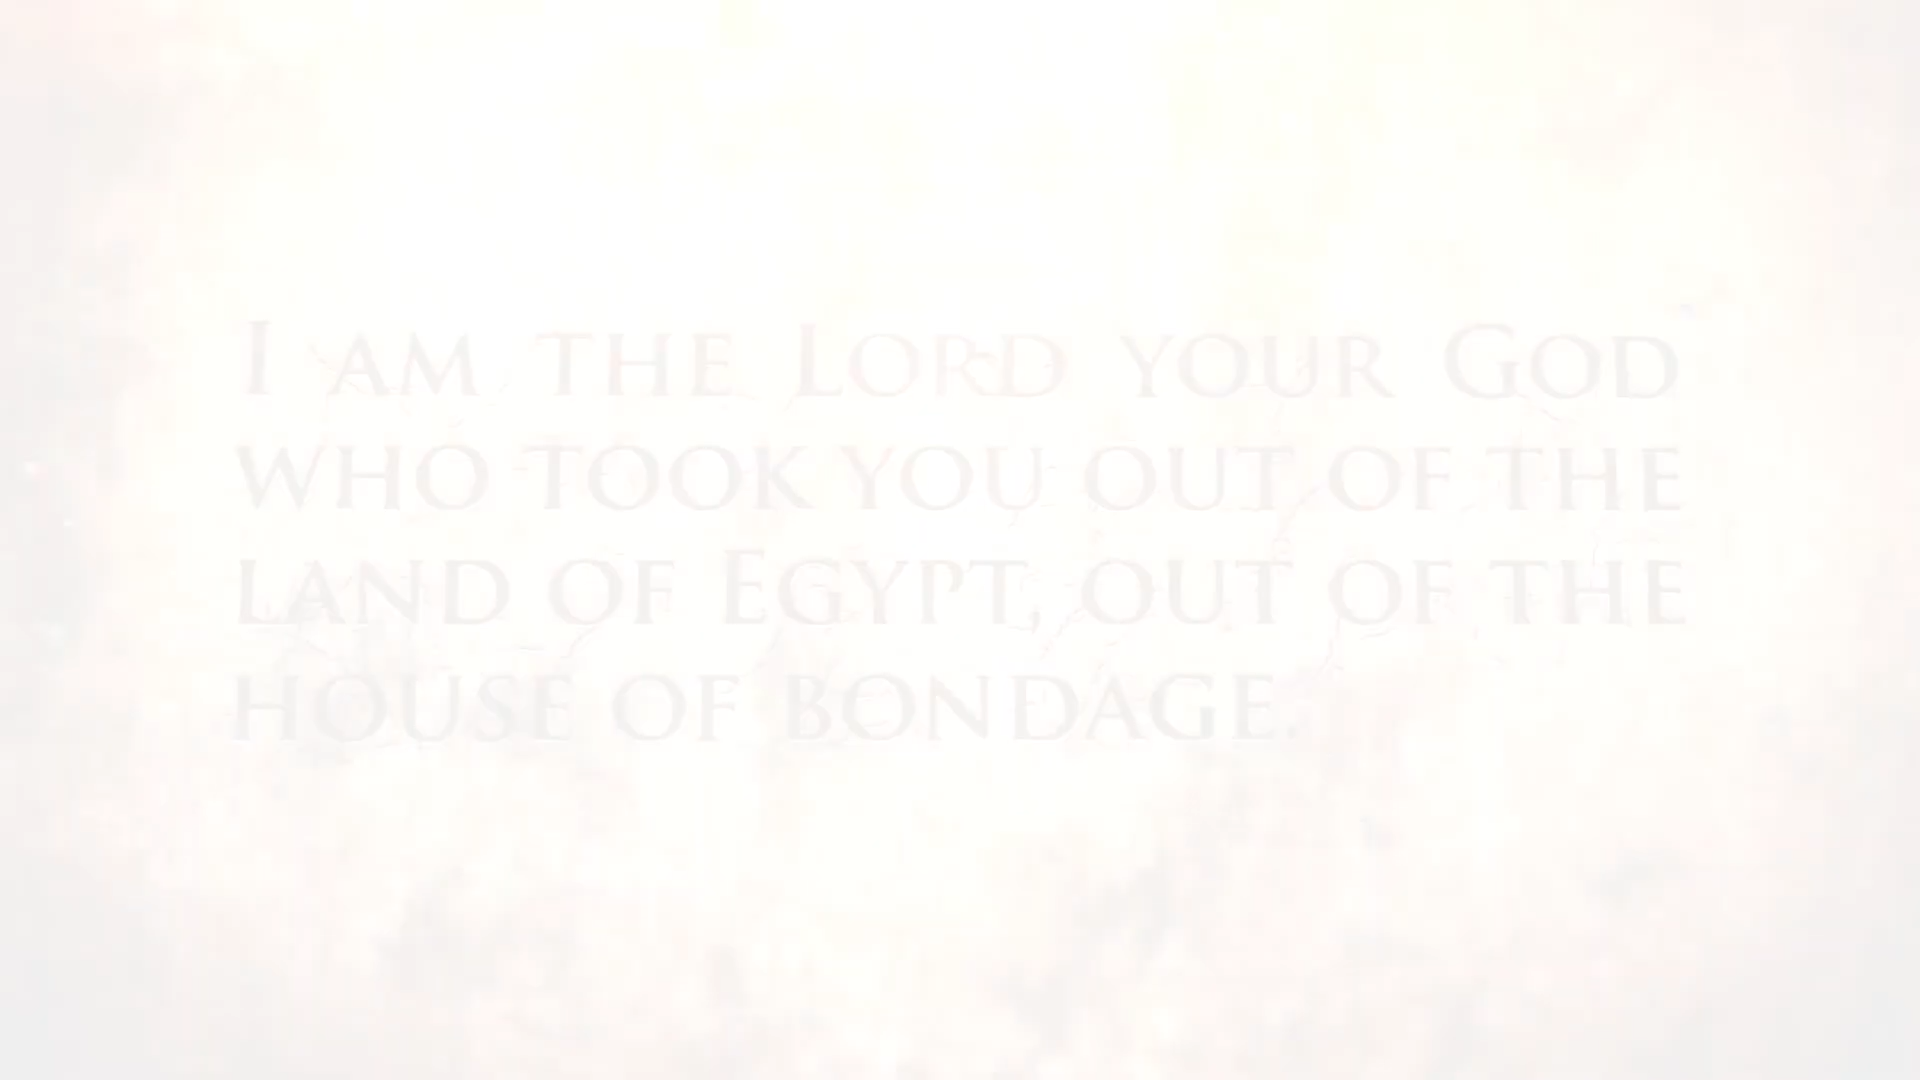 I am the Lord your God
who took you out of the
land of Egypt, out of the
house of bondage.